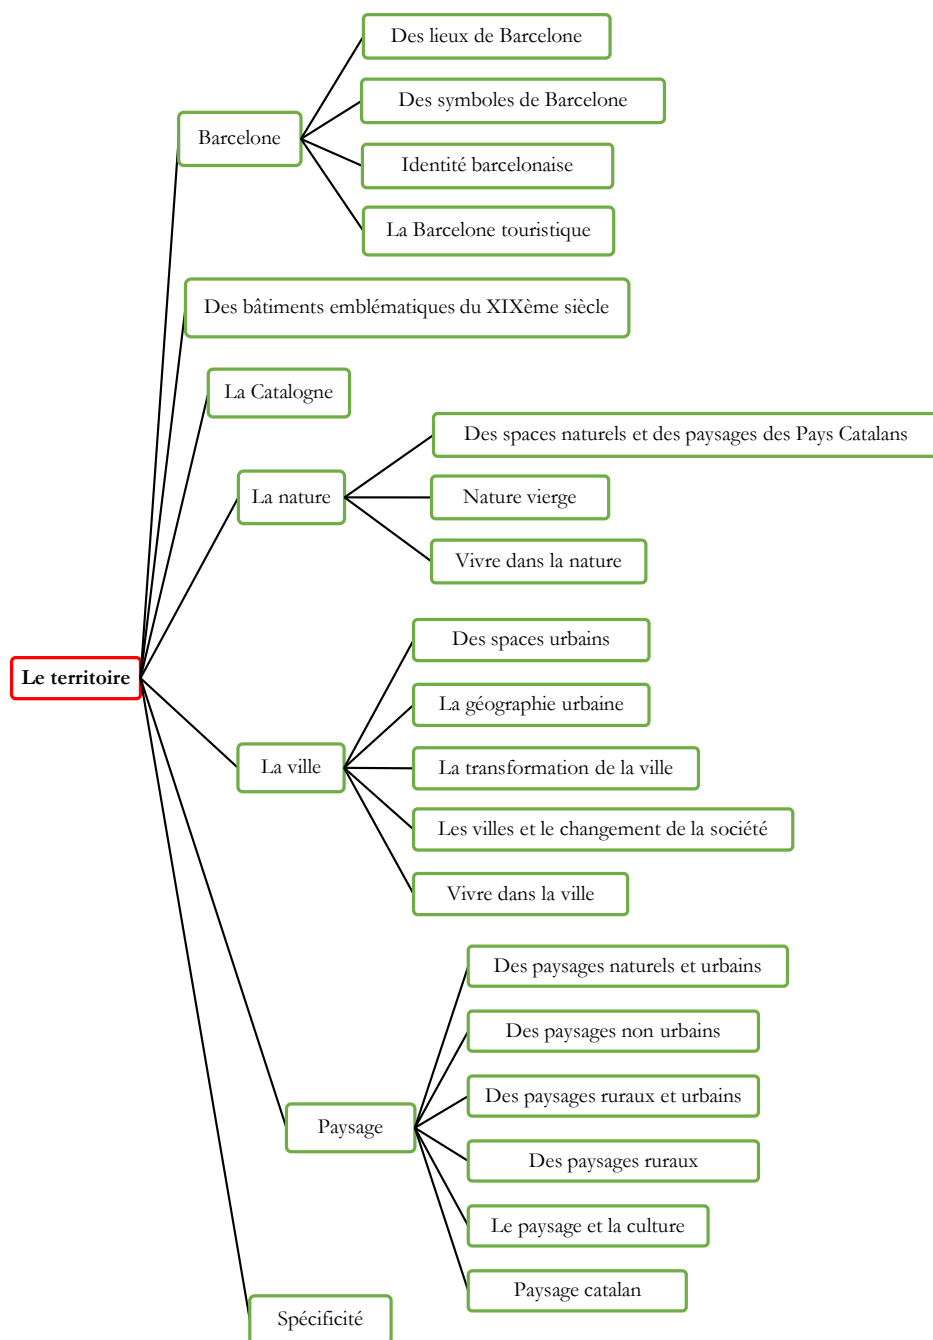 Le territoire
Barcelone
Des lieux de Barcelone
Des symboles de Barcelone
Identité barcelonaise
La Barcelone touristique
Des bâtiments emblématiques du XIXème siècle
La Catalogne
La nature
Des spaces naturels et des paysages des Pays Catalans
Nature vierge
Vivre dans la nature
La ville
Des spaces urbains
La géographie urbaine
La transformation de la ville
Les villes et le changement de la société
Vivre dans la ville
Paysage
Des paysages naturels et urbains
Des paysages non urbains
Des paysages ruraux et urbains
Des paysages ruraux
Le paysage et la culture
Paysage catalan
Spécificité